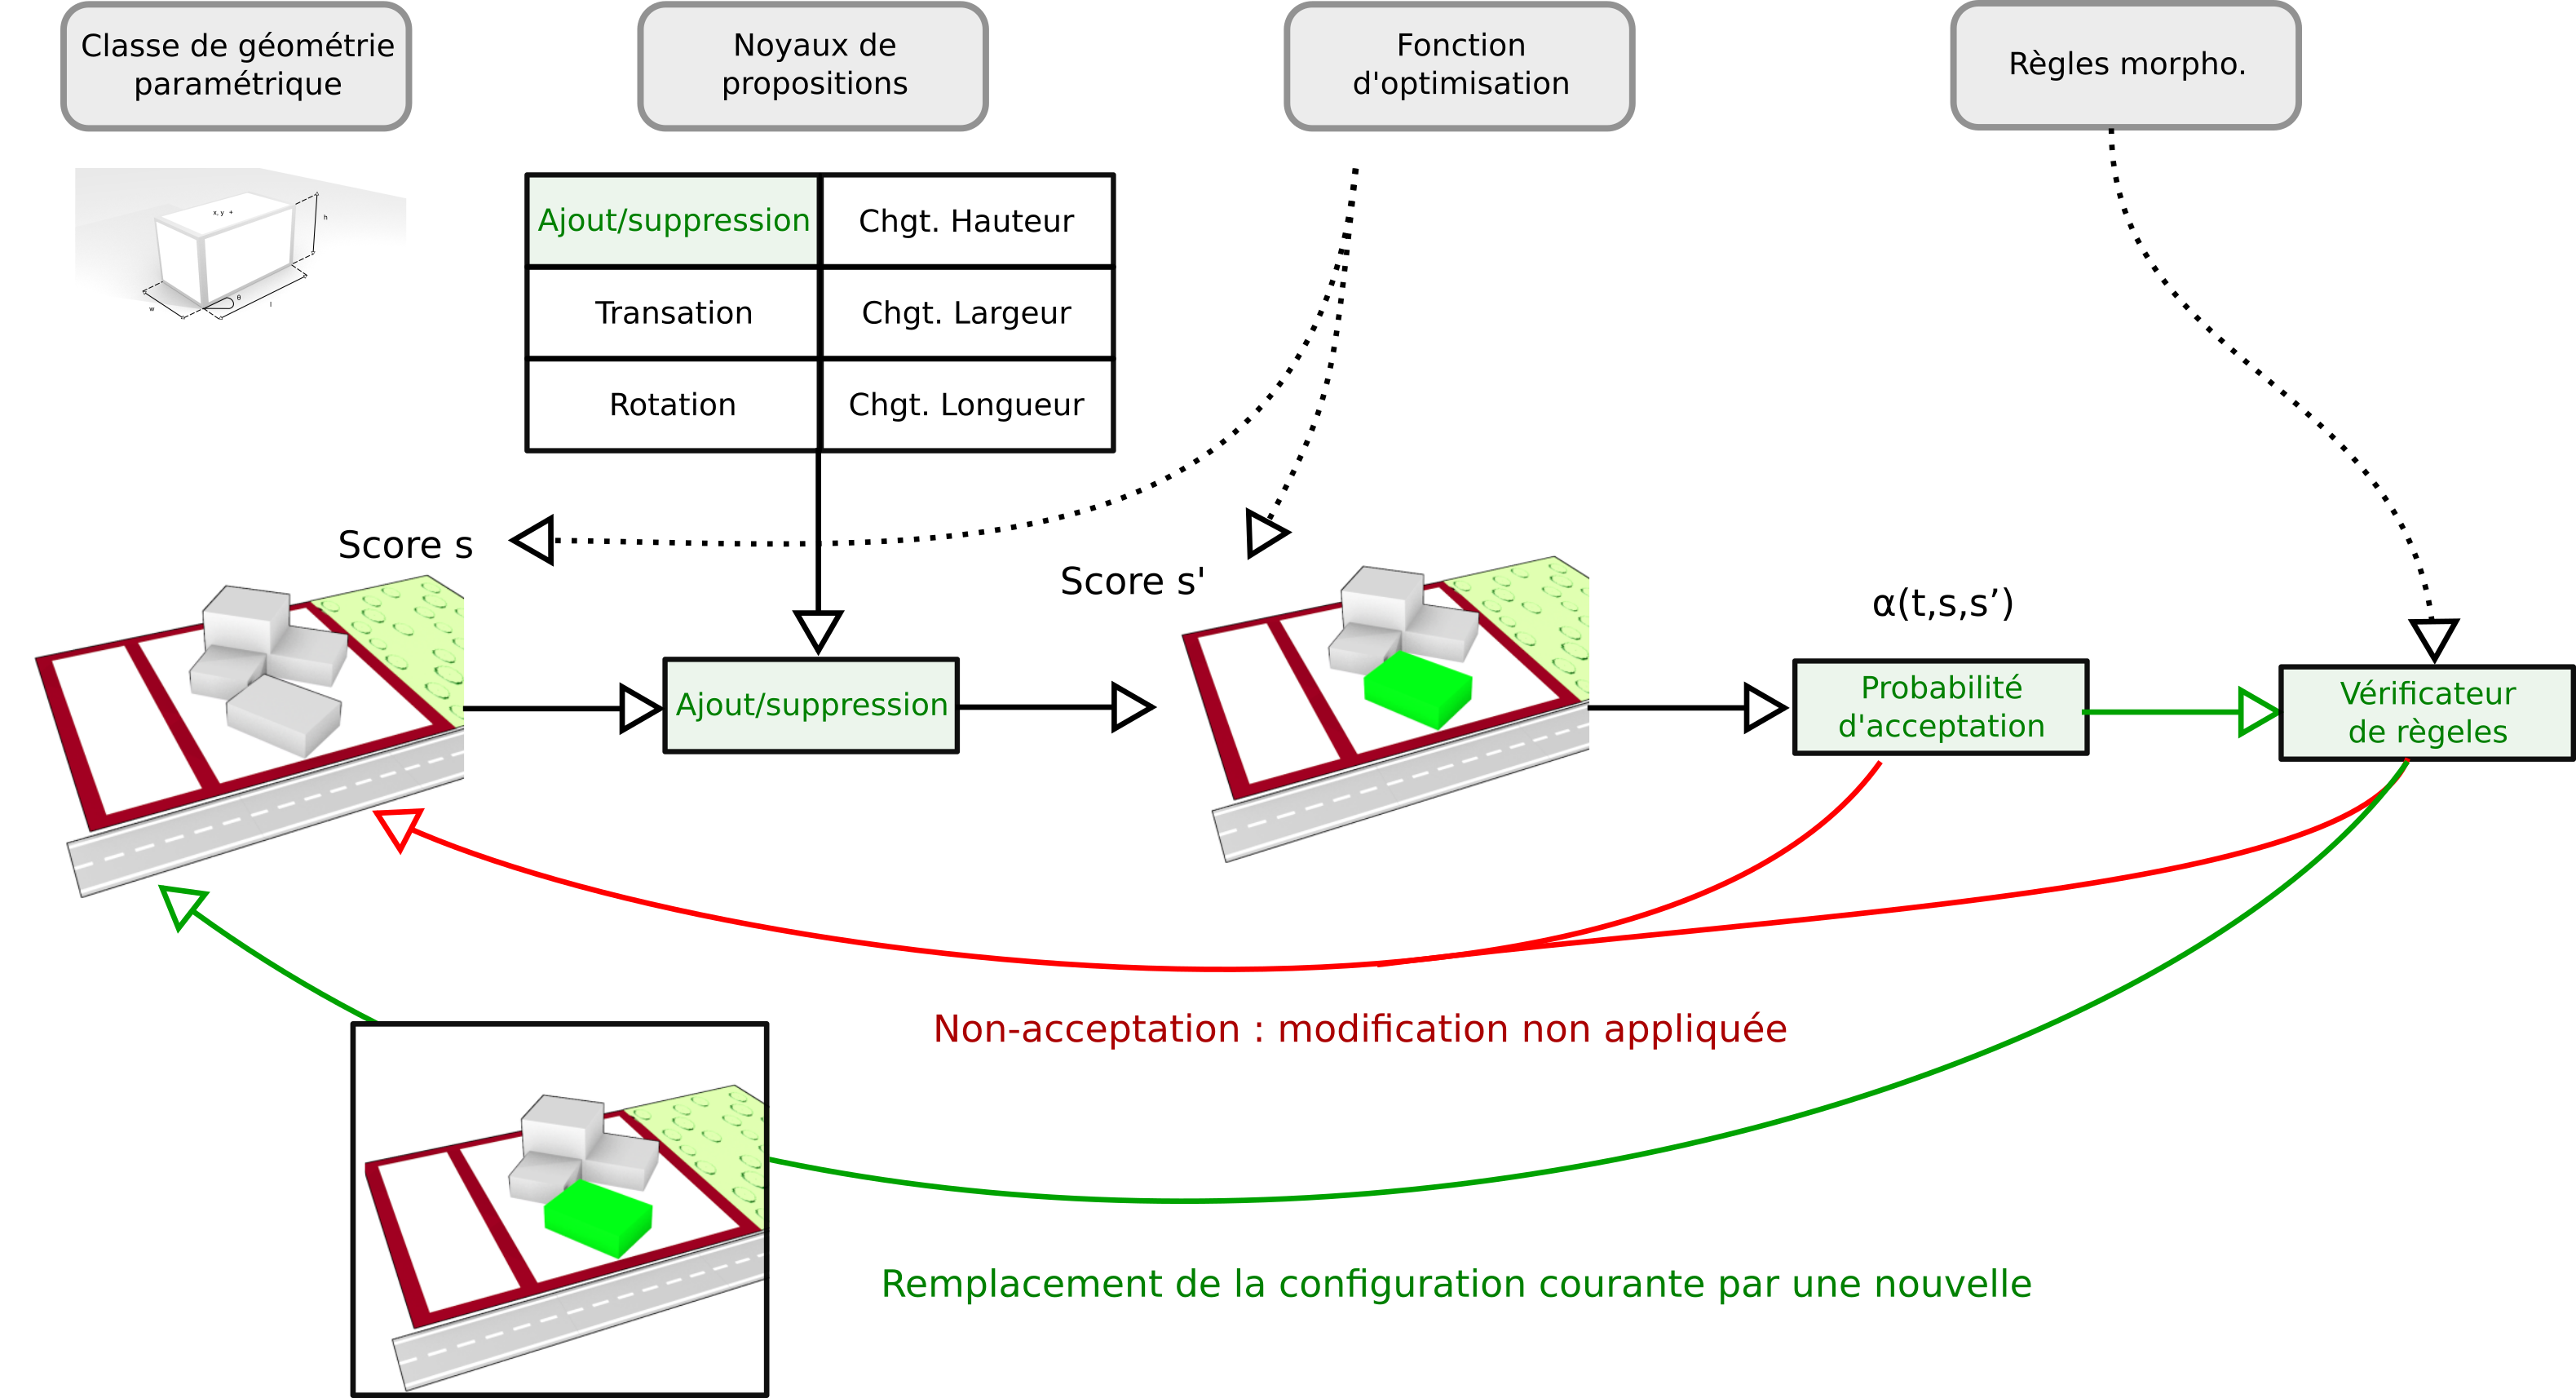 Classe de géométrie
paramétrique
Noyaux de
propositions
Fonction
d'optimisation
Règles morpho.
x, y +
h
w
θ
l
Ajout/suppression
Chgt. Hauteur
Transation
Chgt. Largeur
Rotation
Chgt. Longueur
Score s
Score s'
α(t,s,s’)
Ajout/suppression
Probabilité
d'acceptation
Vérificateur
de règeles
Non-acceptation : modification non appliquée
Remplacement de la configuration courante par une nouvelle